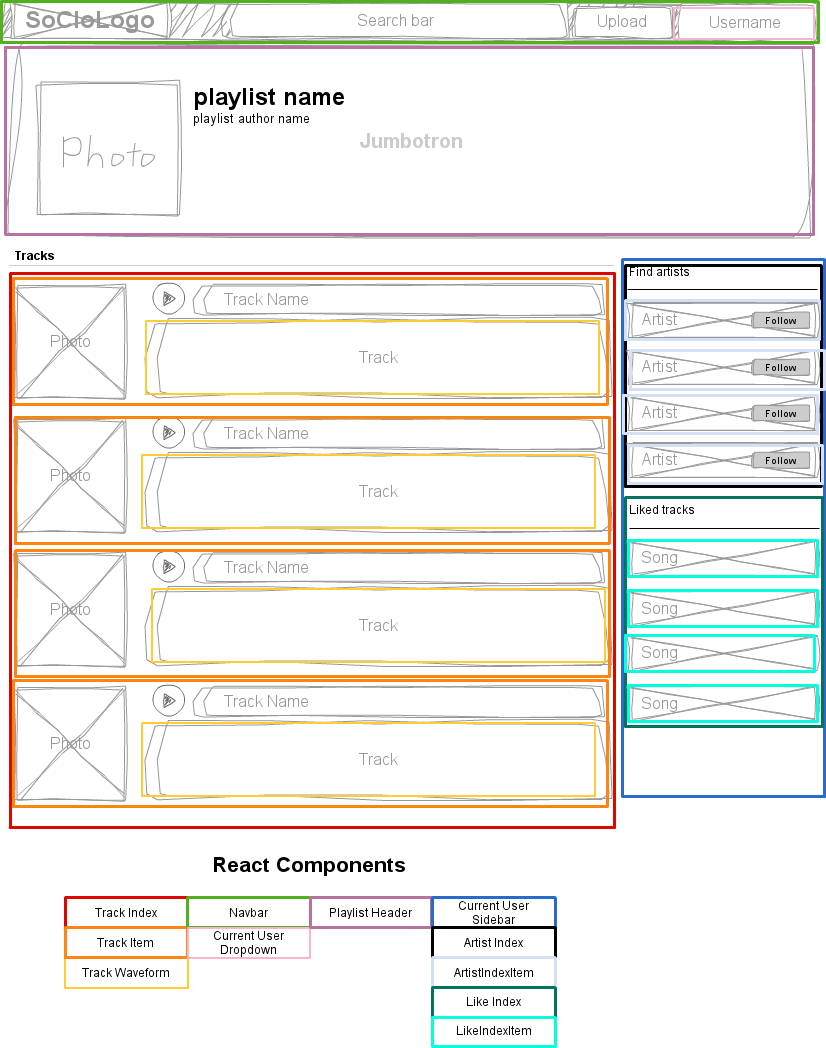 SoCloLogo
Search bar
Upload
Username
Photo
playlist name
playlist author name
Jumbotron
Tracks
Photo
Track Name
Track
Photo
Track Name
Track
Photo
Track Name
Track
Photo
Track Name
Track
Find artists
Artist
Follow
Artist
Follow
Artist
Follow
Artist
Follow
Liked tracks
Song
Song
Song
Song
React Components
Track Index
Navbar
Playlist Header
Current User
Sidebar
Track Item
Current User
Dropdown
Artist Index
Track Waveform
ArtistIndexItem
Like Index
LikeIndexItem